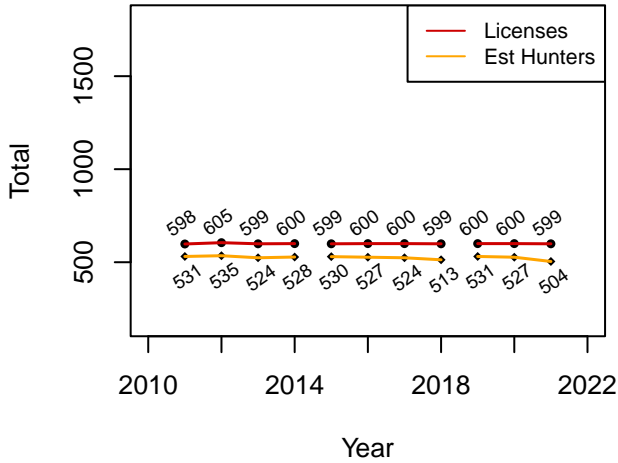 Licenses
Est Hunters
Total
1500
1000
500
598 605 599 600 599 600 600 599 600 600 599
531 535 524 528 530 527 524 513 531 527 504
2010 2014 2018 2022
Year